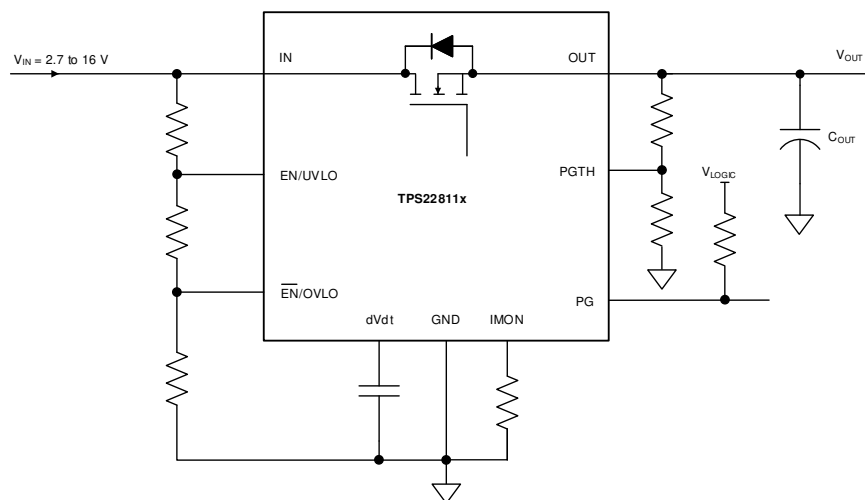 V_IN = 2.7 to 16 V
IN
OUT
V_OUT
EN/UVLO
PGTH
C_OUT
V_LOGIC
TPS22811x
E̅N̅/OVLO
PG
dVdt
GND
IMON